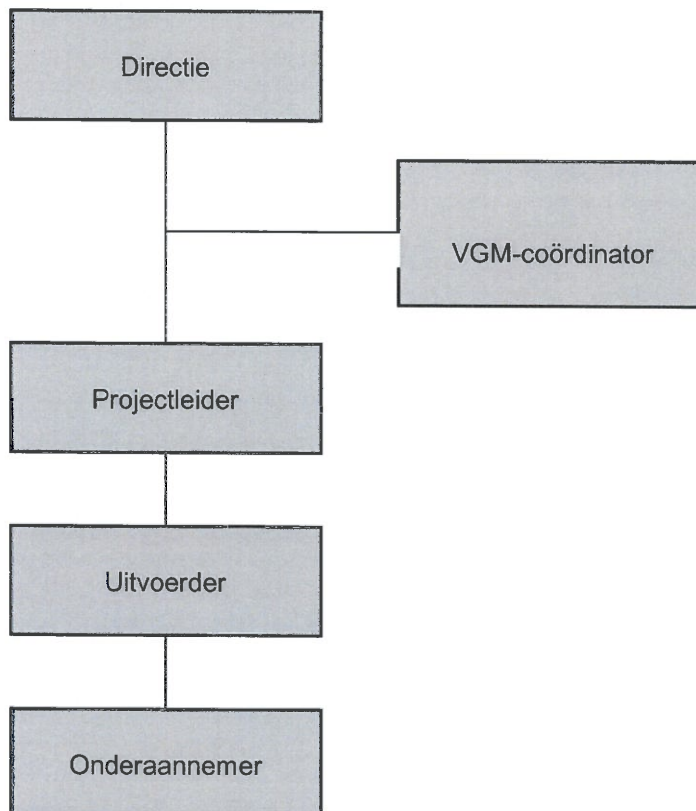 Directie
VGM-coördinator
Projectleider
Uitvoerder
Onderaannemer